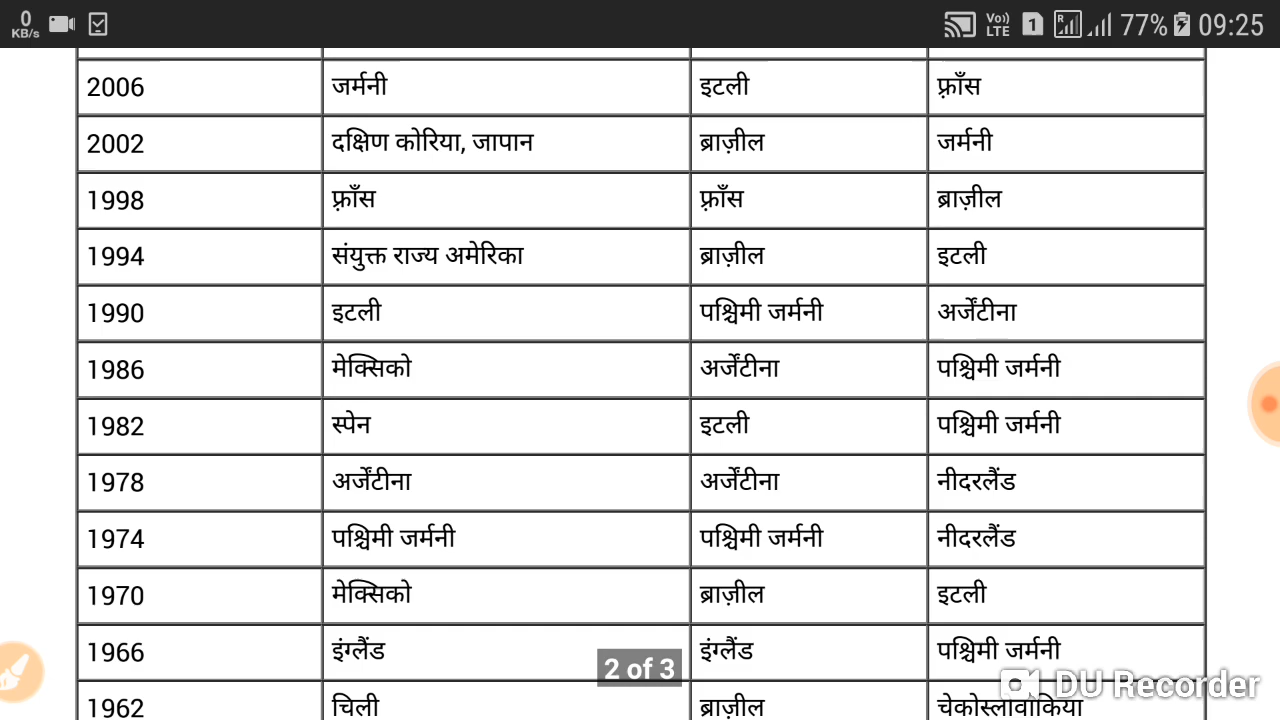 0 KB/s Vo)) LTE 1 R 77% 09:25
2006 जर्मनी इटली फ़्राँस
2002 दक्षिण कोरिया, जापान ब्राज़ील जर्मनी
1998 फ़्राँस फ़्राँस ब्राज़ील
1994 संयुक्त राज्य अमेरिका ब्राज़ील इटली
1990 इटली पश्चिमी जर्मनी अर्जेंटीना
1986 मेक्सिको अर्जेंटीना पश्चिमी जर्मनी
1982 स्पेन इटली पश्चिमी जर्मनी
1978 अर्जेंटीना अर्जेंटीना नीदरलैंड
1974 पश्चिमी जर्मनी पश्चिमी जर्मनी नीदरलैंड
1970 मेक्सिको ब्राज़ील इटली
1966 इंग्लैंड इंग्लैंड पश्चिमी जर्मनी
2 of 3
DU Recorder
1962 चिली ब्राज़ील चेकोस्लोवाकिया